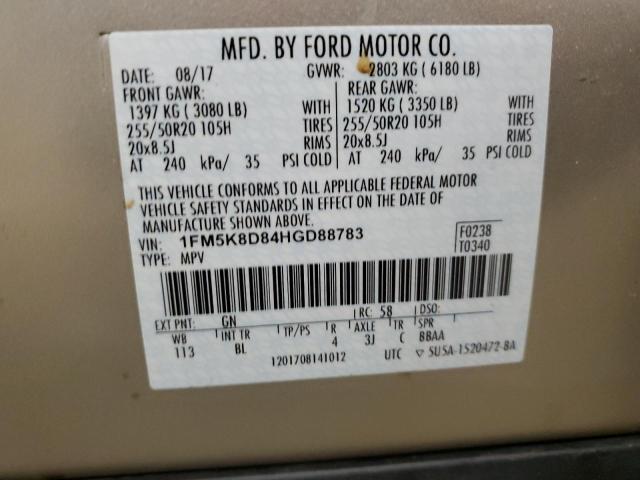 MFD. BY FORD MOTOR CO.
DATE: 08/17 GVWR: 2803 KG ( 6180 LB)
FRONT GAWR: REAR GAWR:
1397 KG ( 3080 LB) WITH 1520 KG ( 3350 LB) WITH
255/50R20 105H TIRES 255/50R20 105H TIRES
20x8.5J RIMS 20x8.5J RIMS
AT 240 kPa/ 35 PSI COLD AT 240 kPa/ 35 PSI COLD
THIS VEHICLE CONFORMS TO ALL APPLICABLE FEDERAL MOTOR
VEHICLE SAFETY STANDARDS IN EFFECT ON THE DATE OF
MANUFACTURE SHOWN ABOVE.
VIN: 1FM5K8D84HGD88783 F0238
TYPE: MPV T0340
EXT PNT: GN RC: 58 DSO:
WB INT TR TP/PS R AXLE TR SPR
113 BL 4 3J C BBAA
1201708141012 UTC ▽ SU5A-1520472-BA